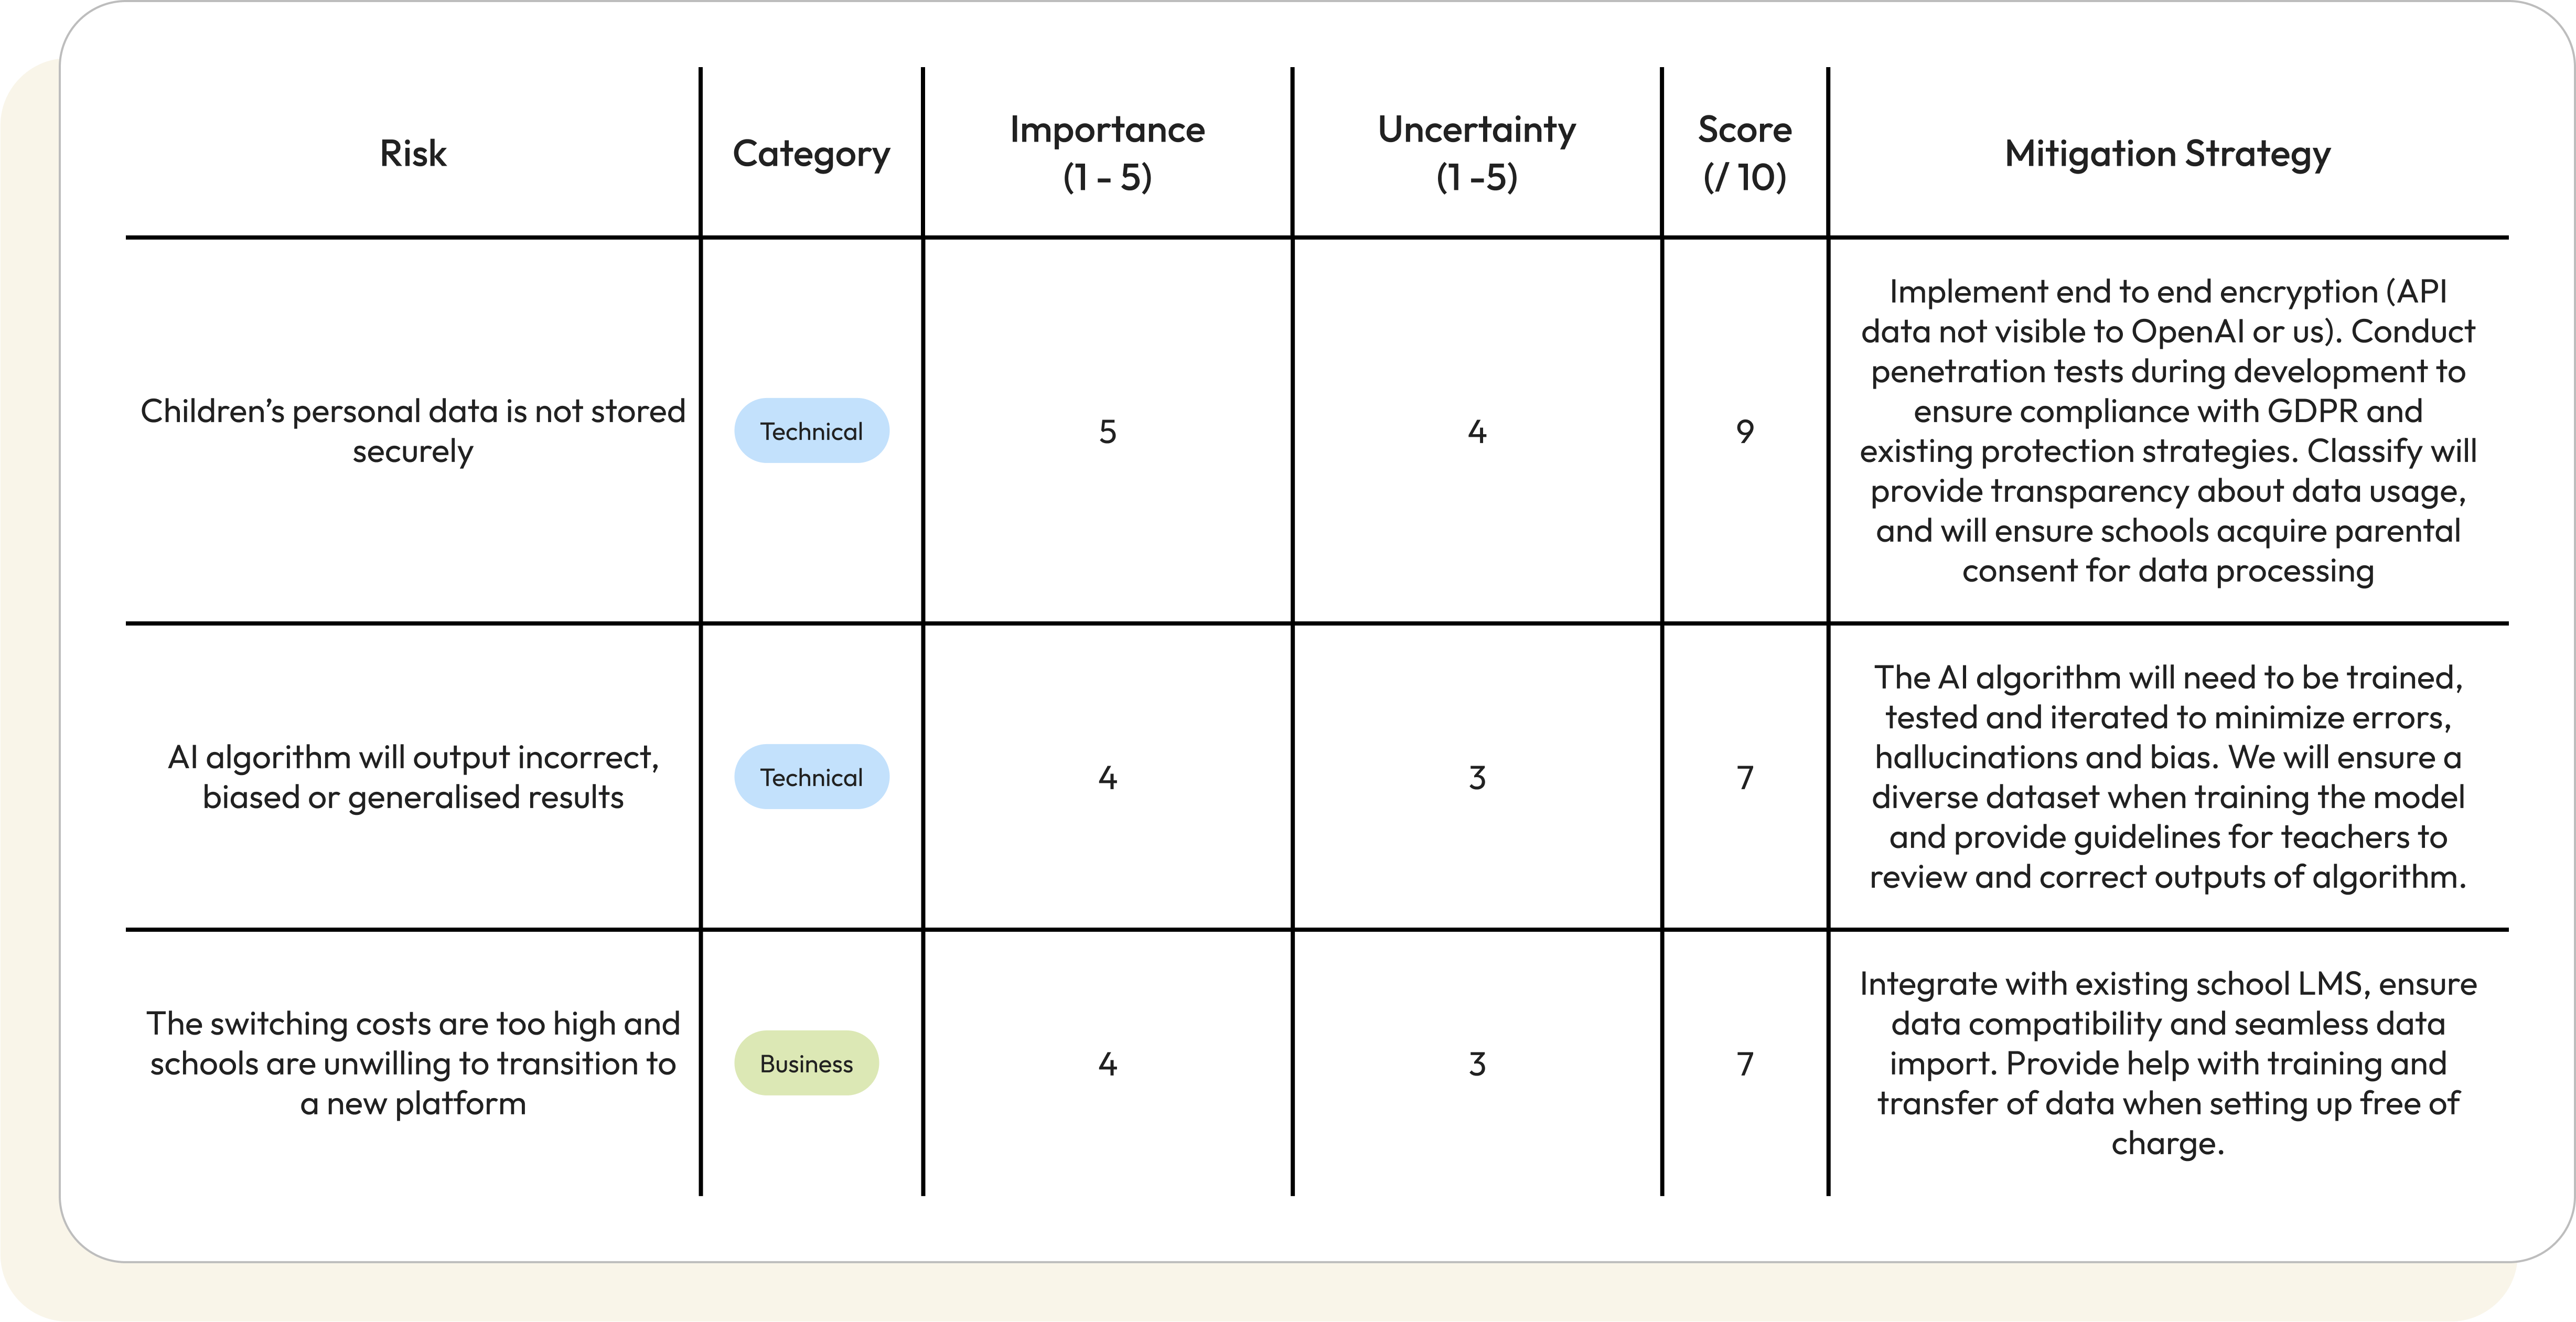 Risk
Category
Importance
(1 - 5)
Uncertainty
(1 -5)
Score
(/ 10)
Mitigation Strategy
Children’s personal data is not stored
securely
Technical
5
4
9
Implement end to end encryption (API
data not visible to OpenAI or us). Conduct
penetration tests during development to
ensure compliance with GDPR and
existing protection strategies. Classify will
provide transparency about data usage,
and will ensure schools acquire parental
consent for data processing
AI algorithm will output incorrect,
biased or generalised results
Technical
4
3
7
The AI algorithm will need to be trained,
tested and iterated to minimize errors,
hallucinations and bias. We will ensure a
diverse dataset when training the model
and provide guidelines for teachers to
review and correct outputs of algorithm.
The switching costs are too high and
schools are unwilling to transition to
a new platform
Business
4
3
7
Integrate with existing school LMS, ensure
data compatibility and seamless data
import. Provide help with training and
transfer of data when setting up free of
charge.